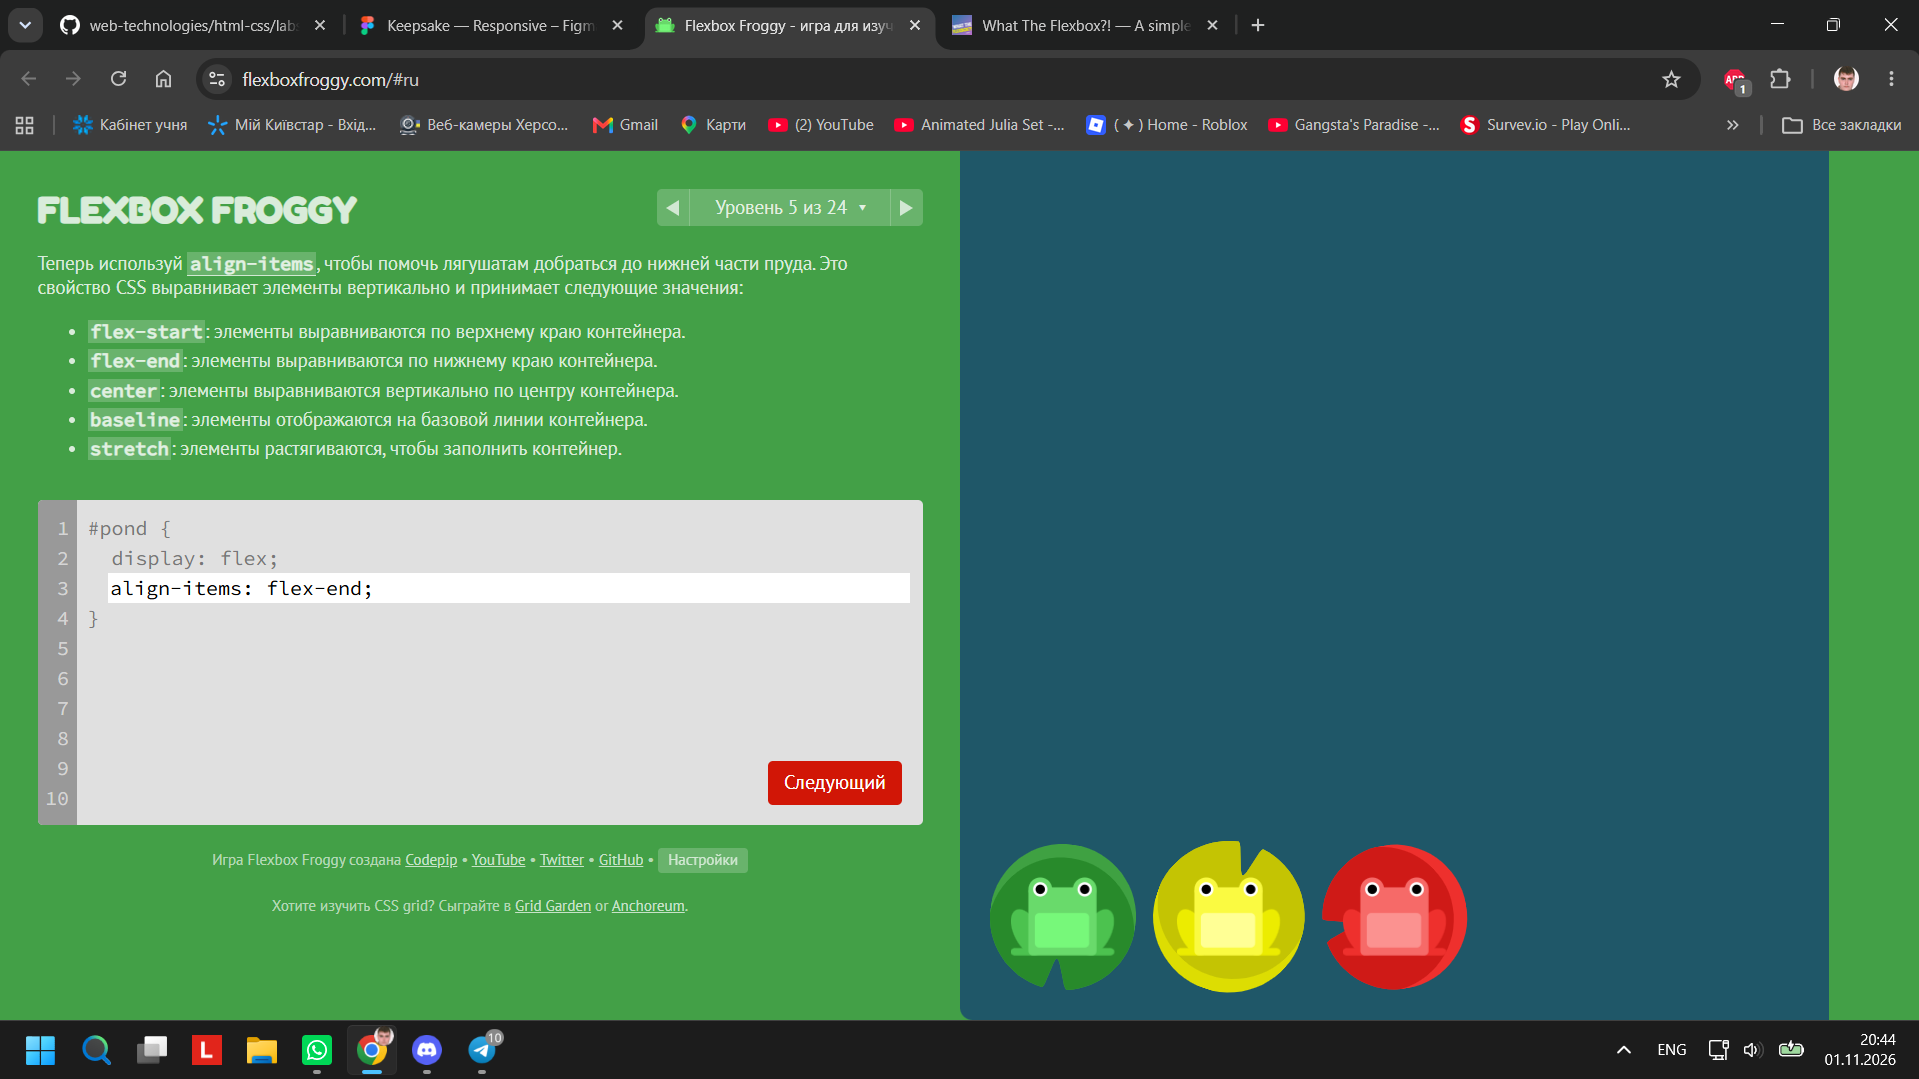 web-technologies/html-css/lab
Keepsake — Responsive – Figm
Flexbox Froggy - игра для изуч
What The Flexbox?! — A simple
flexboxfroggy.com/#ru
ABP
1
Кабінет учня
Мій Київстар - Вхід...
Веб-камеры Херсо...
Gmail
Карти
(2) YouTube
Animated Julia Set -...
( ✦ ) Home - Roblox
Gangsta's Paradise -...
Survev.io - Play Onli...
»
Все закладки
FLEXBOX FROGGY
Уровень 5 из 24
Теперь используй align-items, чтобы помочь лягушатам добраться до нижней части пруда. Это
свойство CSS выравнивает элементы вертикально и принимает следующие значения:
• flex-start: элементы выравниваются по верхнему краю контейнера.
• flex-end: элементы выравниваются по нижнему краю контейнера.
• center: элементы выравниваются вертикально по центру контейнера.
• baseline: элементы отображаются на базовой линии контейнера.
• stretch: элементы растягиваются, чтобы заполнить контейнер.
1 #pond {
2 display: flex;
3 align-items: flex-end;
4 }
5
6
7
8
9
10
Следующий
Игра Flexbox Froggy создана Codepip • YouTube • Twitter • GitHub • Настройки
Хотите изучить CSS grid? Сыграйте в Grid Garden or Anchoreum.
L
10
ENG
20:44
01.11.2026